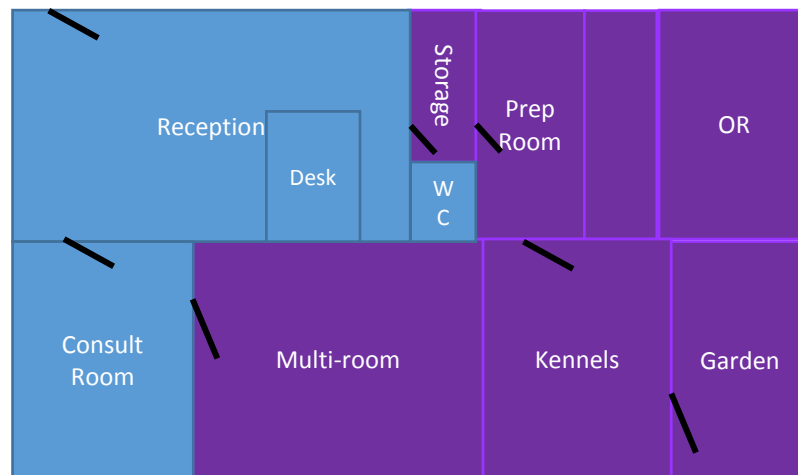 Reception
Desk
Storage
W
C
Prep
Room
OR
Consult
Room
Multi-room
Kennels
Garden